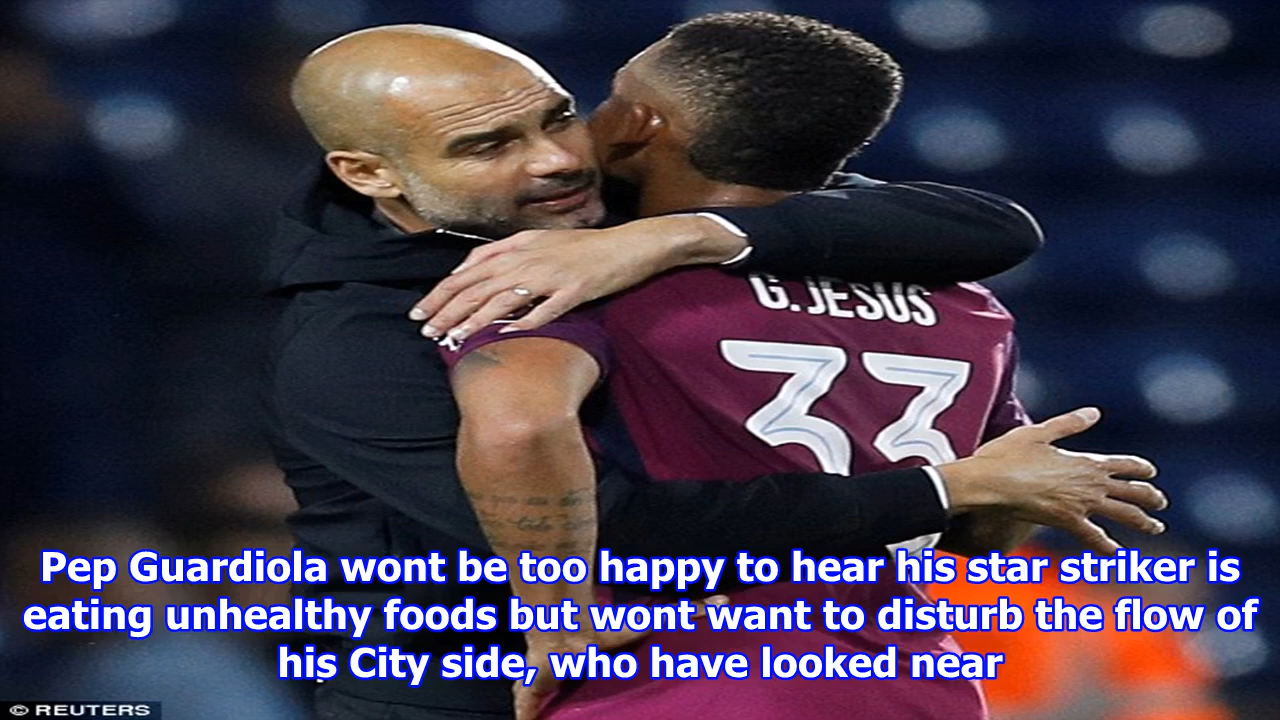 G.JESUS
33
Pep Guardiola wont be too happy to hear his star striker is
eating unhealthy foods but wont want to disturb the flow of
his City side, who have looked near
© REUTERS